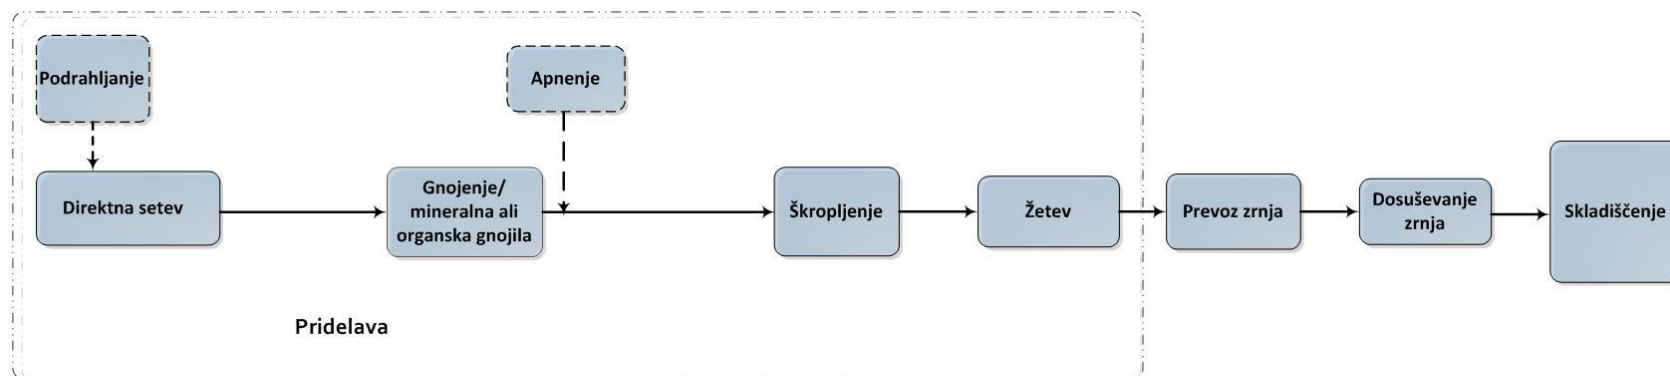 Podrahljanje
Apnenje
Direktna setev
Gnojenje/
mineralna ali
organska gnojila
Škropljenje
Žetev
Prevoz zrnja
Dosuševanje
zrnja
Skladiščenje
Pridelava